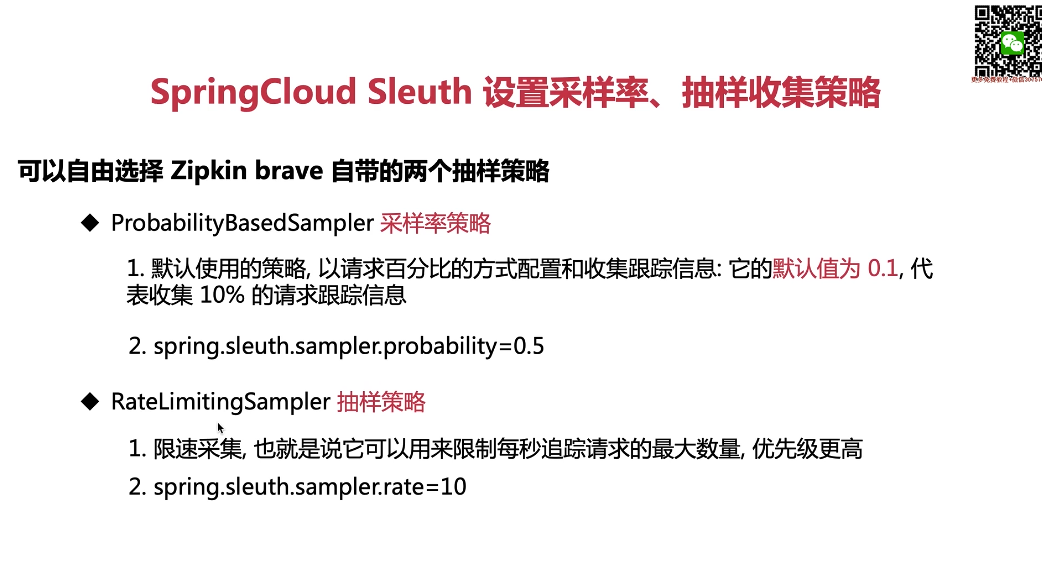 SpringCloud Sleuth 设置采样率、抽样收集策略
可以自由选择 Zipkin brave 自带的两个抽样策略
◆ ProbabilityBasedSampler 采样率策略
1. 默认使用的策略, 以请求百分比的方式配置和收集跟踪信息: 它的默认值为 0.1, 代
表收集 10% 的请求跟踪信息
2. spring.sleuth.sampler.probability=0.5
◆ RateLimitingSampler 抽样策略
1. 限速采集, 也就是说它可以用来限制每秒追踪请求的最大数量, 优先级更高
2. spring.sleuth.sampler.rate=10